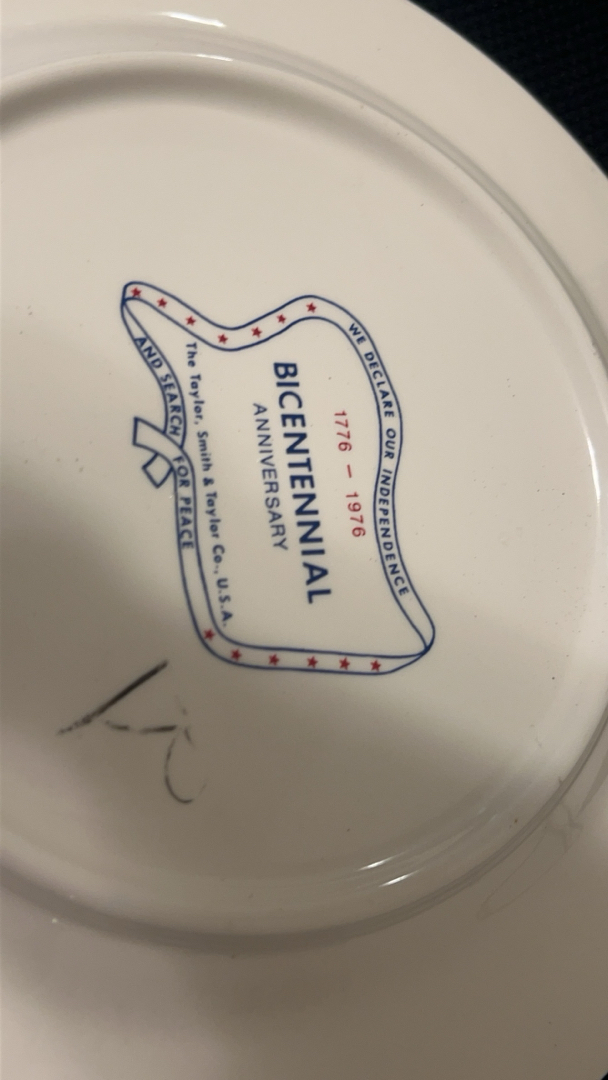 WE DECLARE OUR INDEPENDENCE
1776 – 1976
BICENTENNIAL
ANNIVERSARY
The Taylor, Smith & Taylor Co., U.S.A.
AND SEARCH FOR PEACE